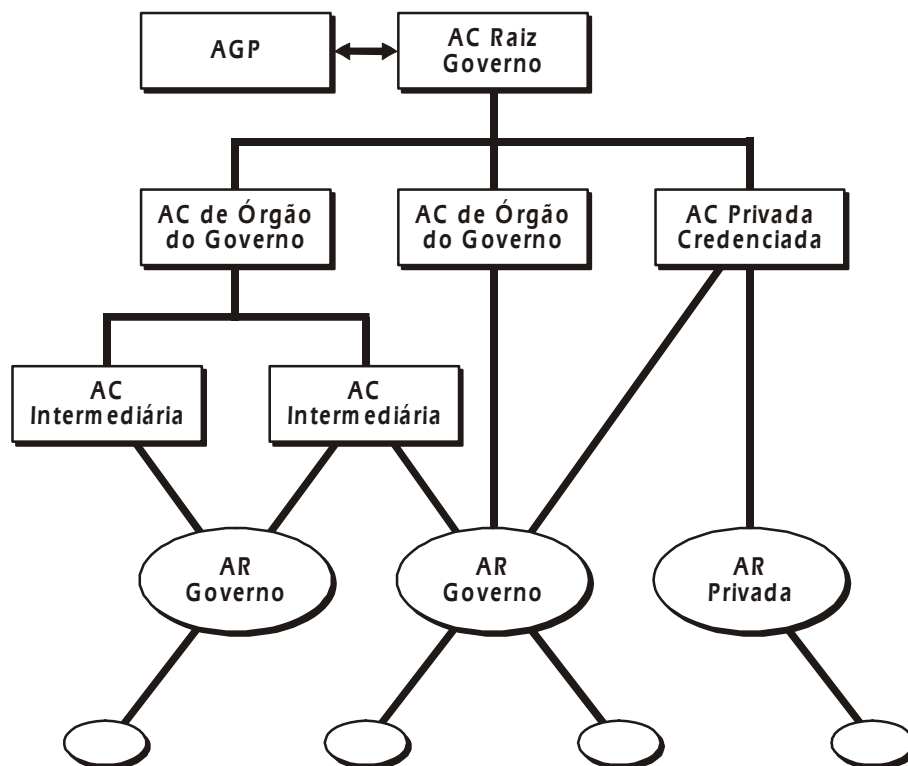 AGP
AC Raiz
Governo
AC de Órgão
do Governo
AC de Órgão
do Governo
AC Privada
Credenciada
AC
Intermediária
AC
Intermediária
AR
Governo
AR
Governo
AR
Privada